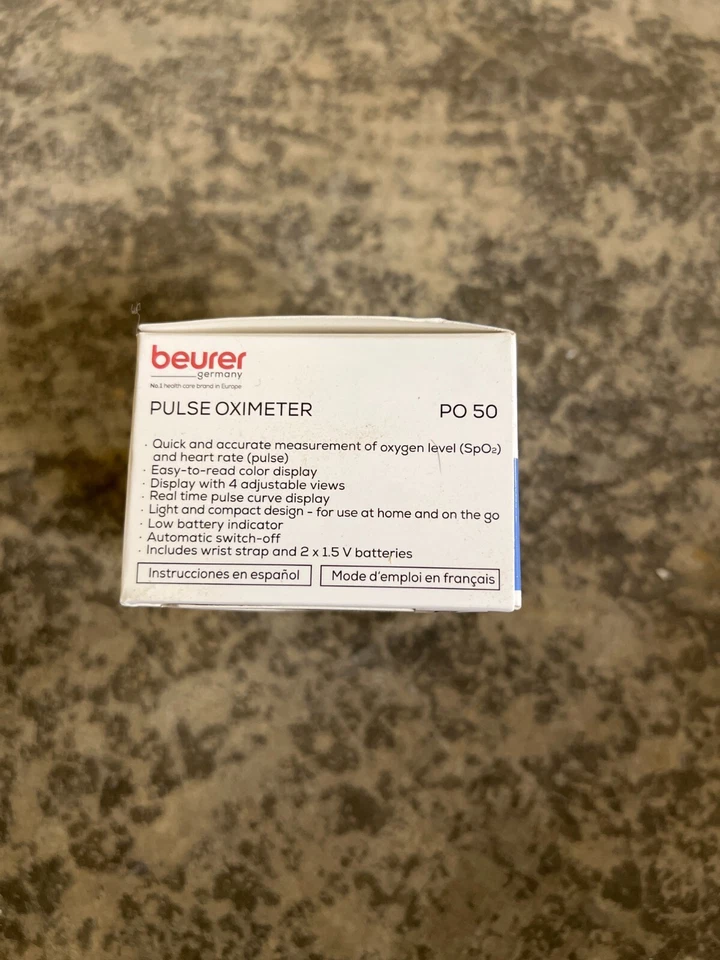 beurer
germany
No.1 health care brand in Europe
PULSE OXIMETER
PO 50
· Quick and accurate measurement of oxygen level (SpO₂)
and heart rate (pulse)
· Easy-to-read color display
· Display with 4 adjustable views
· Real time pulse curve display
· Light and compact design - for use at home and on the go
· Low battery indicator
· Automatic switch-off
· Includes wrist strap and 2 x 1.5 V batteries
Instrucciones en español
Mode d'emploi en français